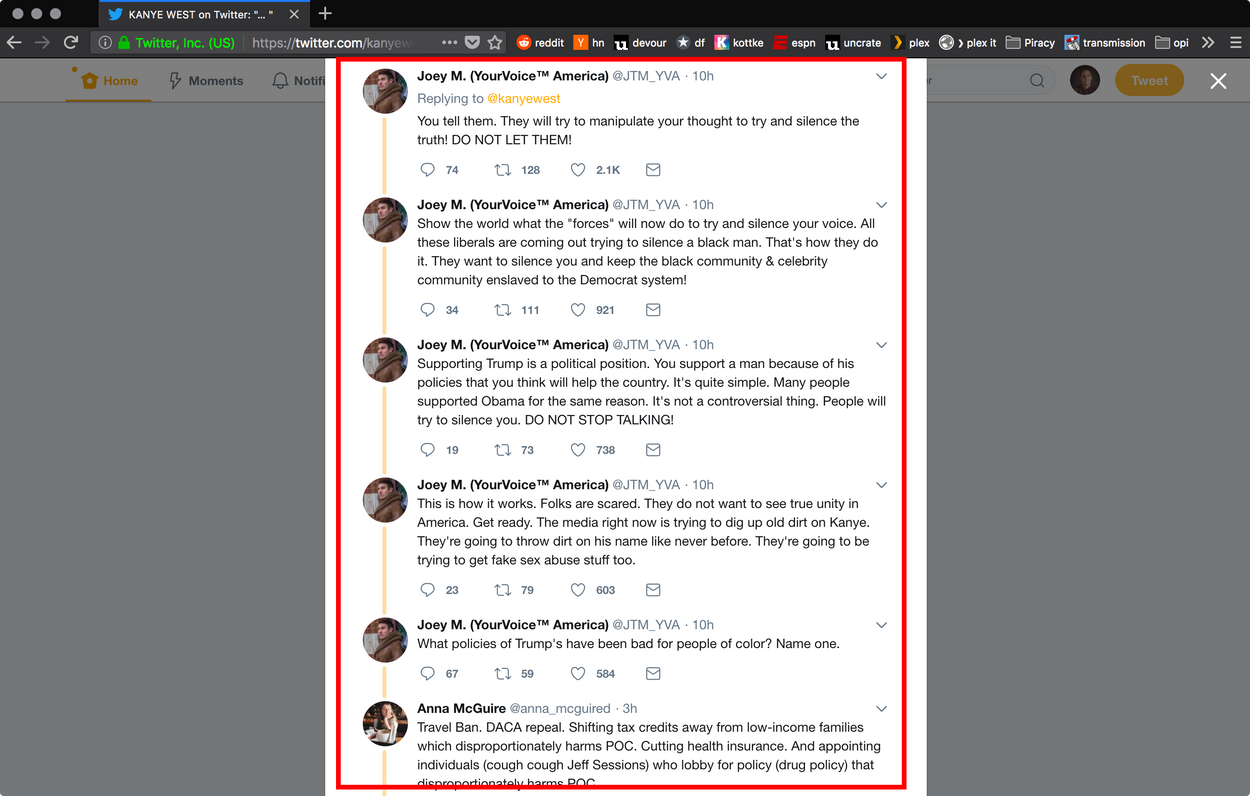 KANYE WEST on Twitter: "... "
Twitter, Inc. (US) https://twitter.com/kanyew
reddit hn devour df kottke espn uncrate plex plex it Piracy transmission opi
Home Moments Notifi Tweet
Joey M. (YourVoice™ America) @JTM_YVA · 10h
Replying to @kanyewest
You tell them. They will try to manipulate your thought to try and silence the
truth! DO NOT LET THEM!
74 128 2.1K
Joey M. (YourVoice™ America) @JTM_YVA · 10h
Show the world what the "forces" will now do to try and silence your voice. All
these liberals are coming out trying to silence a black man. That's how they do
it. They want to silence you and keep the black community & celebrity
community enslaved to the Democrat system!
34 111 921
Joey M. (YourVoice™ America) @JTM_YVA · 10h
Supporting Trump is a political position. You support a man because of his
policies that you think will help the country. It's quite simple. Many people
supported Obama for the same reason. It's not a controversial thing. People will
try to silence you. DO NOT STOP TALKING!
19 73 738
Joey M. (YourVoice™ America) @JTM_YVA · 10h
This is how it works. Folks are scared. They do not want to see true unity in
America. Get ready. The media right now is trying to dig up old dirt on Kanye.
They're going to throw dirt on his name like never before. They're going to be
trying to get fake sex abuse stuff too.
23 79 603
Joey M. (YourVoice™ America) @JTM_YVA · 10h
What policies of Trump's have been bad for people of color? Name one.
67 59 584
Anna McGuire @anna_mcguired · 3h
Travel Ban. DACA repeal. Shifting tax credits away from low-income families
which disproportionately harms POC. Cutting health insurance. And appointing
individuals (cough cough Jeff Sessions) who lobby for policy (drug policy) that
disproportionately harms POC